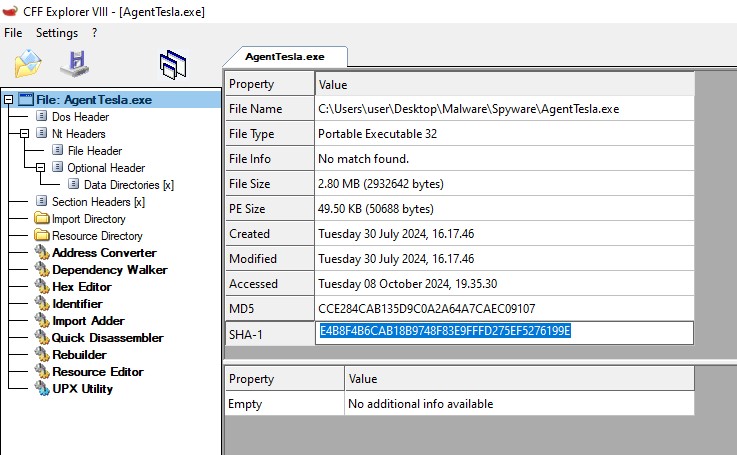 CFF Explorer VIII - [AgentTesla.exe]
File Settings ?
AgentTesla.exe
File: AgentTesla.exe
Dos Header
Nt Headers
File Header
Optional Header
Data Directories [x]
Section Headers [x]
Import Directory
Resource Directory
Address Converter
Dependency Walker
Hex Editor
Identifier
Import Adder
Quick Disassembler
Rebuilder
Resource Editor
UPX Utility
Property Value
File Name C:\Users\user\Desktop\Malware\Spyware\AgentTesla.exe
File Type Portable Executable 32
File Info No match found.
File Size 2.80 MB (2932642 bytes)
PE Size 49.50 KB (50688 bytes)
Created Tuesday 30 July 2024, 16.17.46
Modified Tuesday 30 July 2024, 16.17.46
Accessed Tuesday 08 October 2024, 19.35.30
MD5 CCE284CAB135D9C0A2A64A7CAEC09107
SHA-1 E4B8F4B6CAB18B9748F83E9FFFD275EF5276199E
Property Value
Empty No additional info available